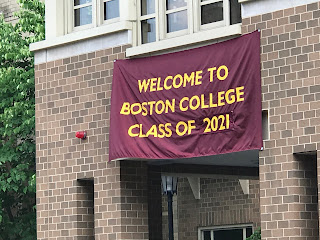 WELCOME TO
BOSTON COLLEGE
CLASS OF 2021